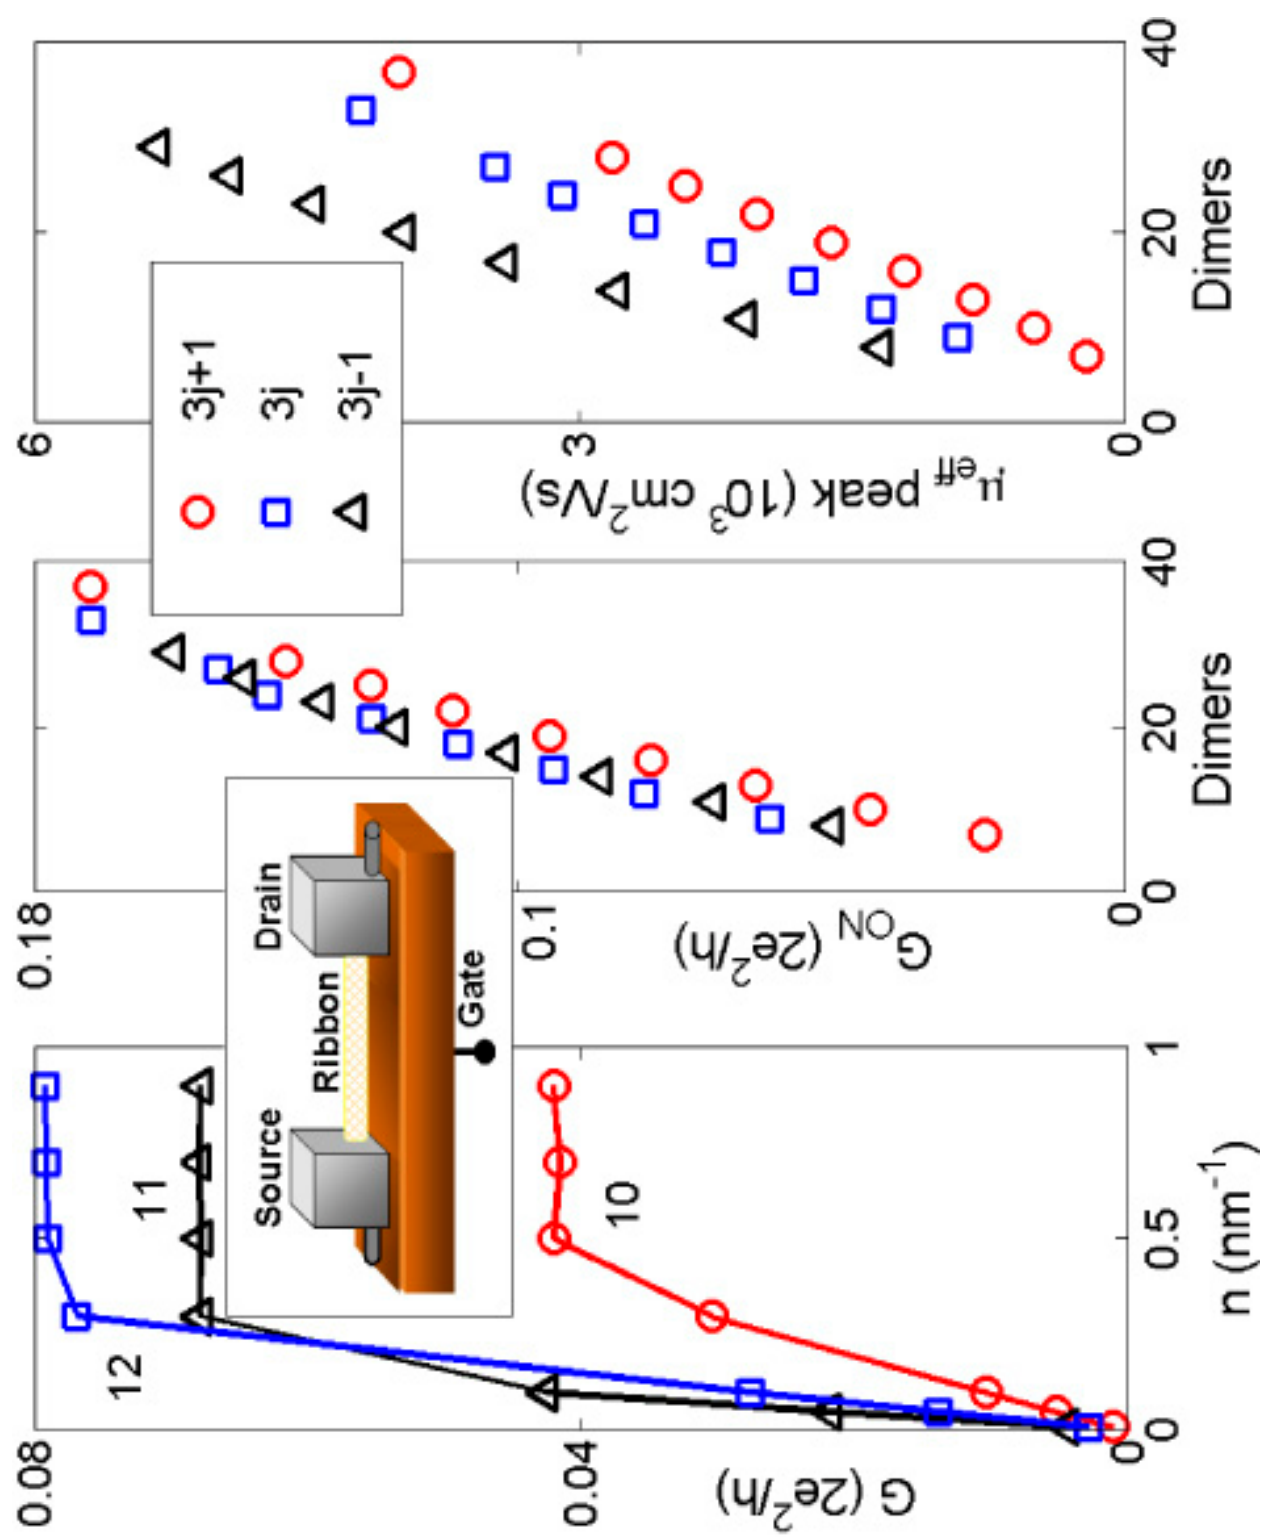 0.08
0.04
0
G (2e²/h)
0
0.5
1
n (nm⁻¹)
12
11
10
Source
Ribbon
Drain
Gate
0.18
0.1
0
G_ON (2e²/h)
0
20
40
Dimers
3j+1
3j
3j-1
6
3
0
μ_eff peak (10³ cm²/Vs)
0
20
40
Dimers